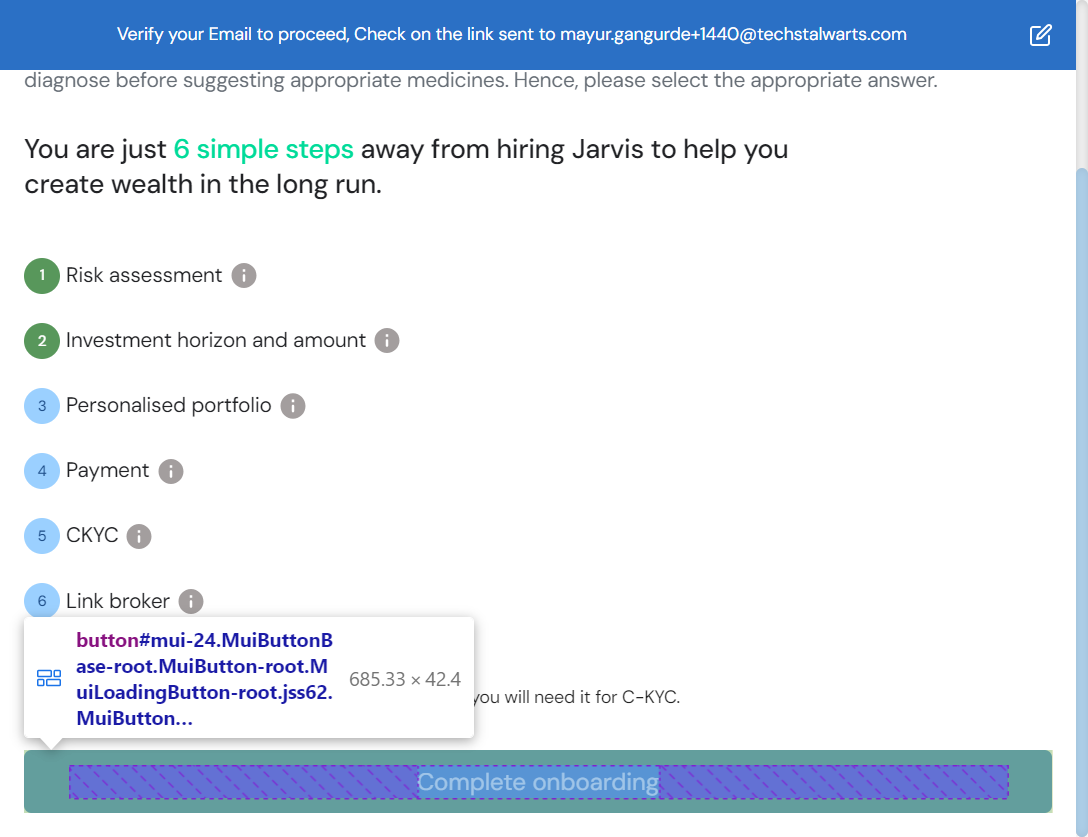 Verify your Email to proceed, Check on the link sent to mayur.gangurde+1440@techstalwarts.com
diagnose before suggesting appropriate medicines. Hence, please select the appropriate answer.
You are just 6 simple steps away from hiring Jarvis to help you
create wealth in the long run.
1 Risk assessment i
2 Investment horizon and amount i
3 Personalised portfolio i
4 Payment i
5 CKYC i
6 Link broker i
button#mui-24.MuiButtonB
ase-root.MuiButton-root.M
uiLoadingButton-root.jss62.
MuiButton...
685.33 × 42.4
you will need it for C-KYC.
Complete onboarding